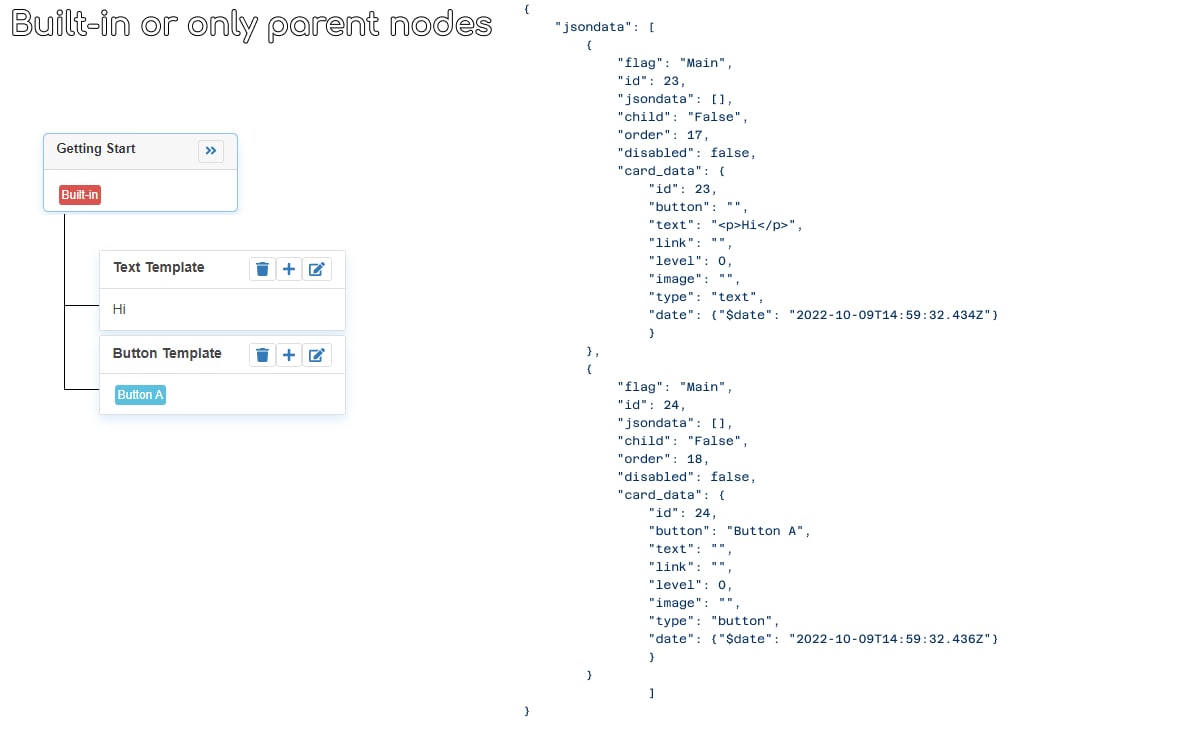 Built-in or only parent nodes
Getting Start
Built-in
Text Template
Hi
Button Template
Button A
{
"jsondata": [
{
"flag": "Main",
"id": 23,
"jsondata": [],
"child": "False",
"order": 17,
"disabled": false,
"card_data": {
"id": 23,
"button": "",
"text": "<p>Hi</p>",
"link": "",
"level": 0,
"image": "",
"type": "text",
"date": {"$date": "2022-10-09T14:59:32.434Z"}
}
},
{
"flag": "Main",
"id": 24,
"jsondata": [],
"child": "False",
"order": 18,
"disabled": false,
"card_data": {
"id": 24,
"button": "Button A",
"text": "",
"link": "",
"level": 0,
"image": "",
"type": "button",
"date": {"$date": "2022-10-09T14:59:32.436Z"}
}
}
]
}